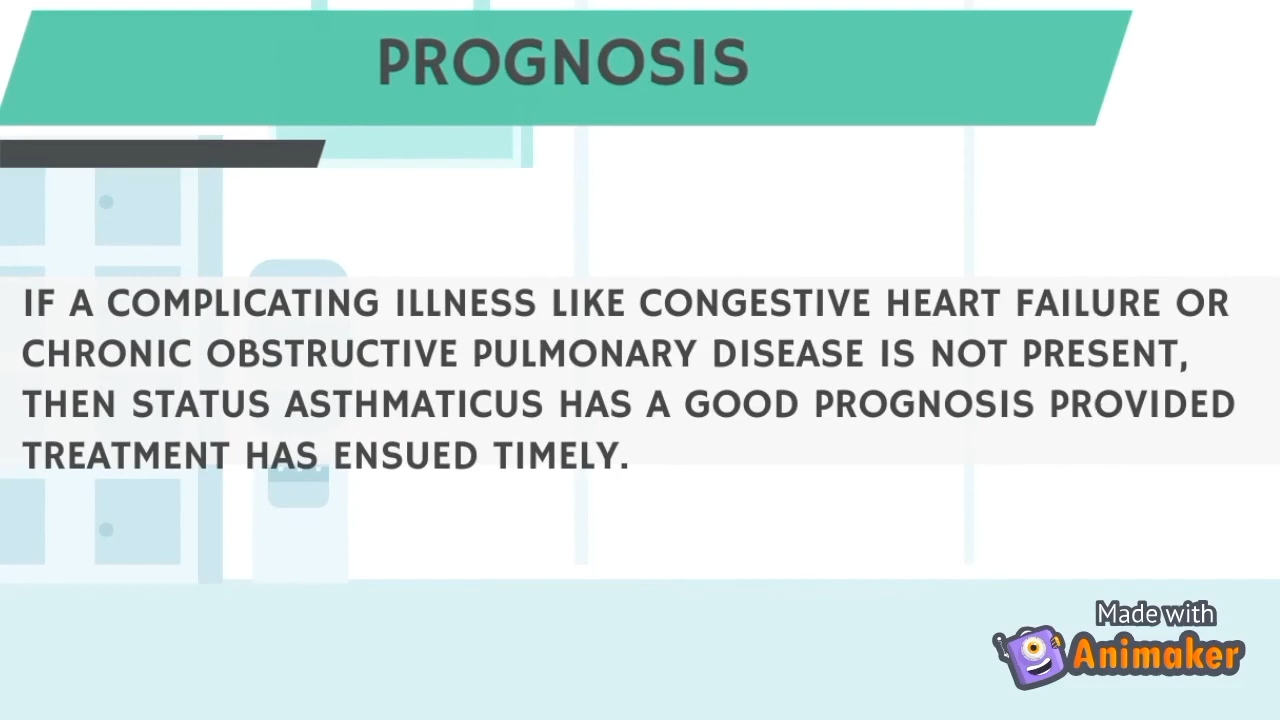 PROGNOSIS
IF A COMPLICATING ILLNESS LIKE CONGESTIVE HEART FAILURE OR
CHRONIC OBSTRUCTIVE PULMONARY DISEASE IS NOT PRESENT,
THEN STATUS ASTHMATICUS HAS A GOOD PROGNOSIS PROVIDED
TREATMENT HAS ENSUED TIMELY.
Made with
Animaker